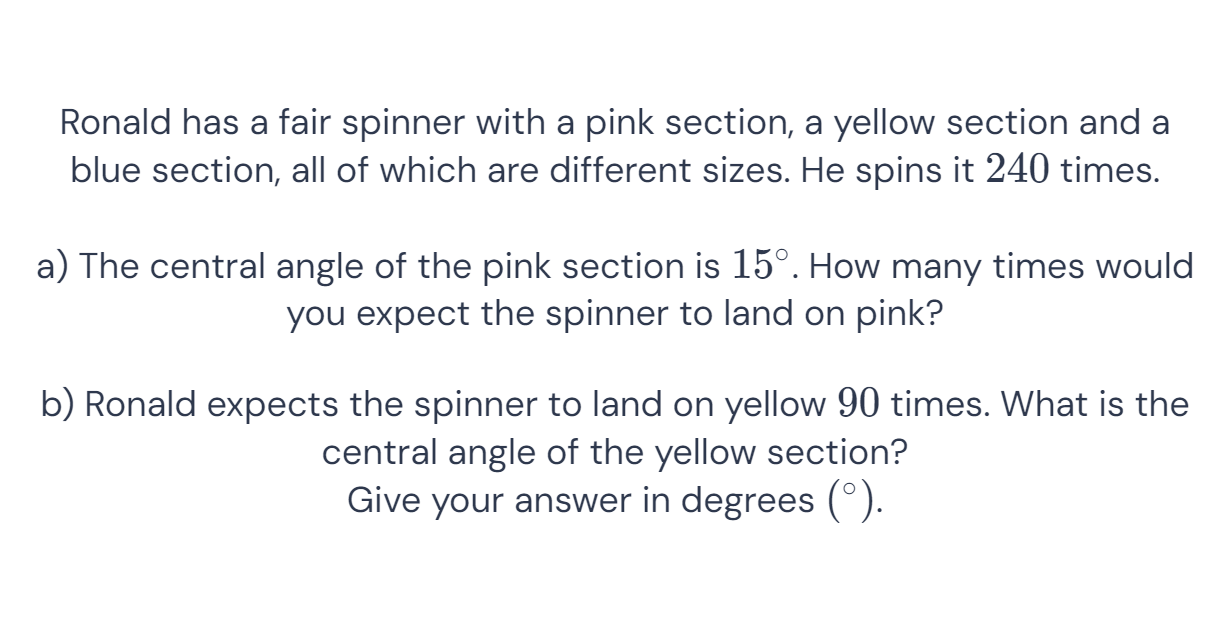 Ronald has a fair spinner with a pink section, a yellow section and a
blue section, all of which are different sizes. He spins it 240 times.
a) The central angle of the pink section is 15°. How many times would
you expect the spinner to land on pink?
b) Ronald expects the spinner to land on yellow 90 times. What is the
central angle of the yellow section?
Give your answer in degrees (°).